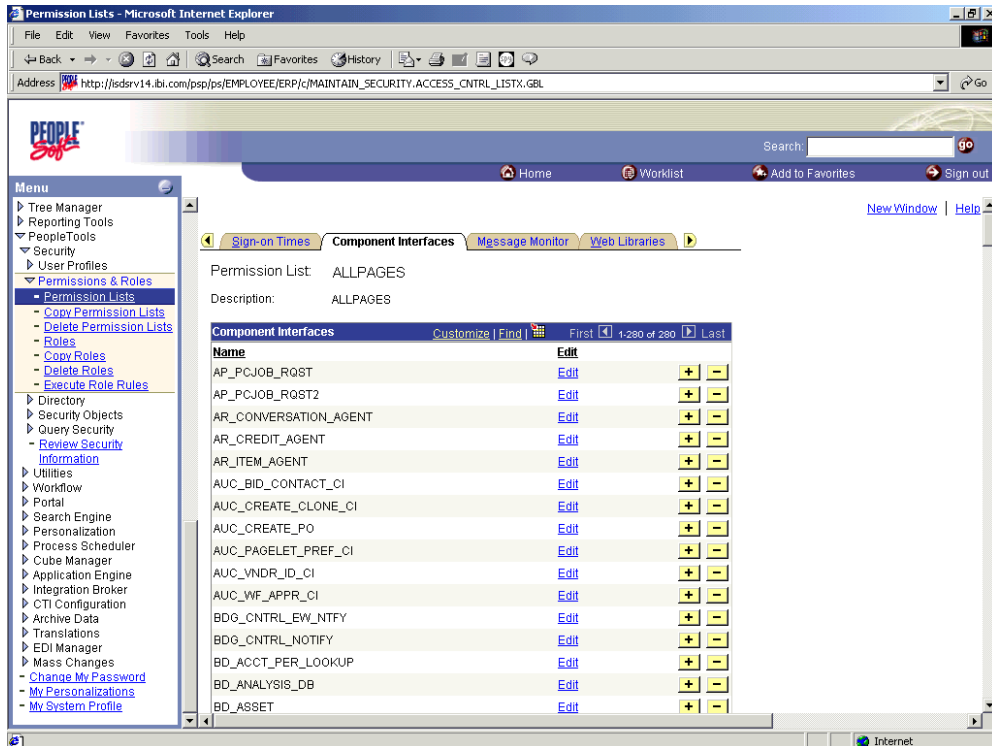 Permission Lists - Microsoft Internet Explorer
File Edit View Favorites Tools Help
Back Search Favorites History
Address http://isdsrv14.ibi.com/psp/ps/EMPLOYEE/ERP/c/MAINTAIN_SECURITY.ACCESS_CNTRL_LISTX.GBL Go
PEOPLE
Soft
Search: go
Home Worklist Add to Favorites Sign out
Menu
Tree Manager
Reporting Tools
PeopleTools
Security
User Profiles
Permissions & Roles
Permission Lists
Copy Permission Lists
Delete Permission Lists
Roles
Copy Roles
Delete Roles
Execute Role Rules
Directory
Security Objects
Query Security
Review Security
Information
Utilities
Workflow
Portal
Search Engine
Personalization
Process Scheduler
Cube Manager
Application Engine
Integration Broker
CTI Configuration
Archive Data
Translations
EDI Manager
Mass Changes
Change My Password
My Personalizations
My System Profile
New Window | Help
Sign-on Times Component Interfaces Message Monitor Web Libraries
Permission List: ALLPAGES
Description: ALLPAGES
Component Interfaces Customize | Find | First 1-280 of 280 Last
Name Edit
AP_PCJOB_RQST Edit + -
AP_PCJOB_RQST2 Edit + -
AR_CONVERSATION_AGENT Edit + -
AR_CREDIT_AGENT Edit + -
AR_ITEM_AGENT Edit + -
AUC_BID_CONTACT_CI Edit + -
AUC_CREATE_CLONE_CI Edit + -
AUC_CREATE_PO Edit + -
AUC_PAGELET_PREF_CI Edit + -
AUC_VNDR_ID_CI Edit + -
AUC_WF_APPR_CI Edit + -
BDG_CNTRL_EW_NTFY Edit + -
BDG_CNTRL_NOTIFY Edit + -
BD_ACCT_PER_LOOKUP Edit + -
BD_ANALYSIS_DB Edit + -
BD_ASSET Edit + -
Internet